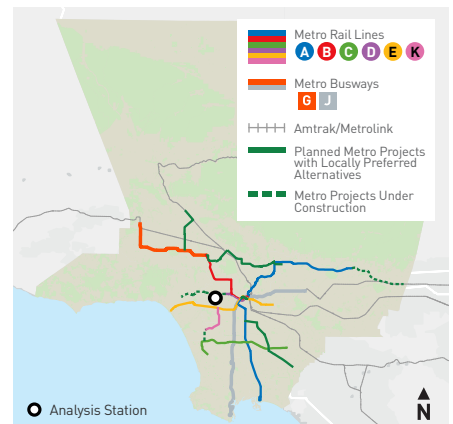 Metro Rail Lines
A B C D E K
Metro Busways
G J
Amtrak/Metrolink
Planned Metro Projects
with Locally Preferred
Alternatives
Metro Projects Under
Construction
Analysis Station
N